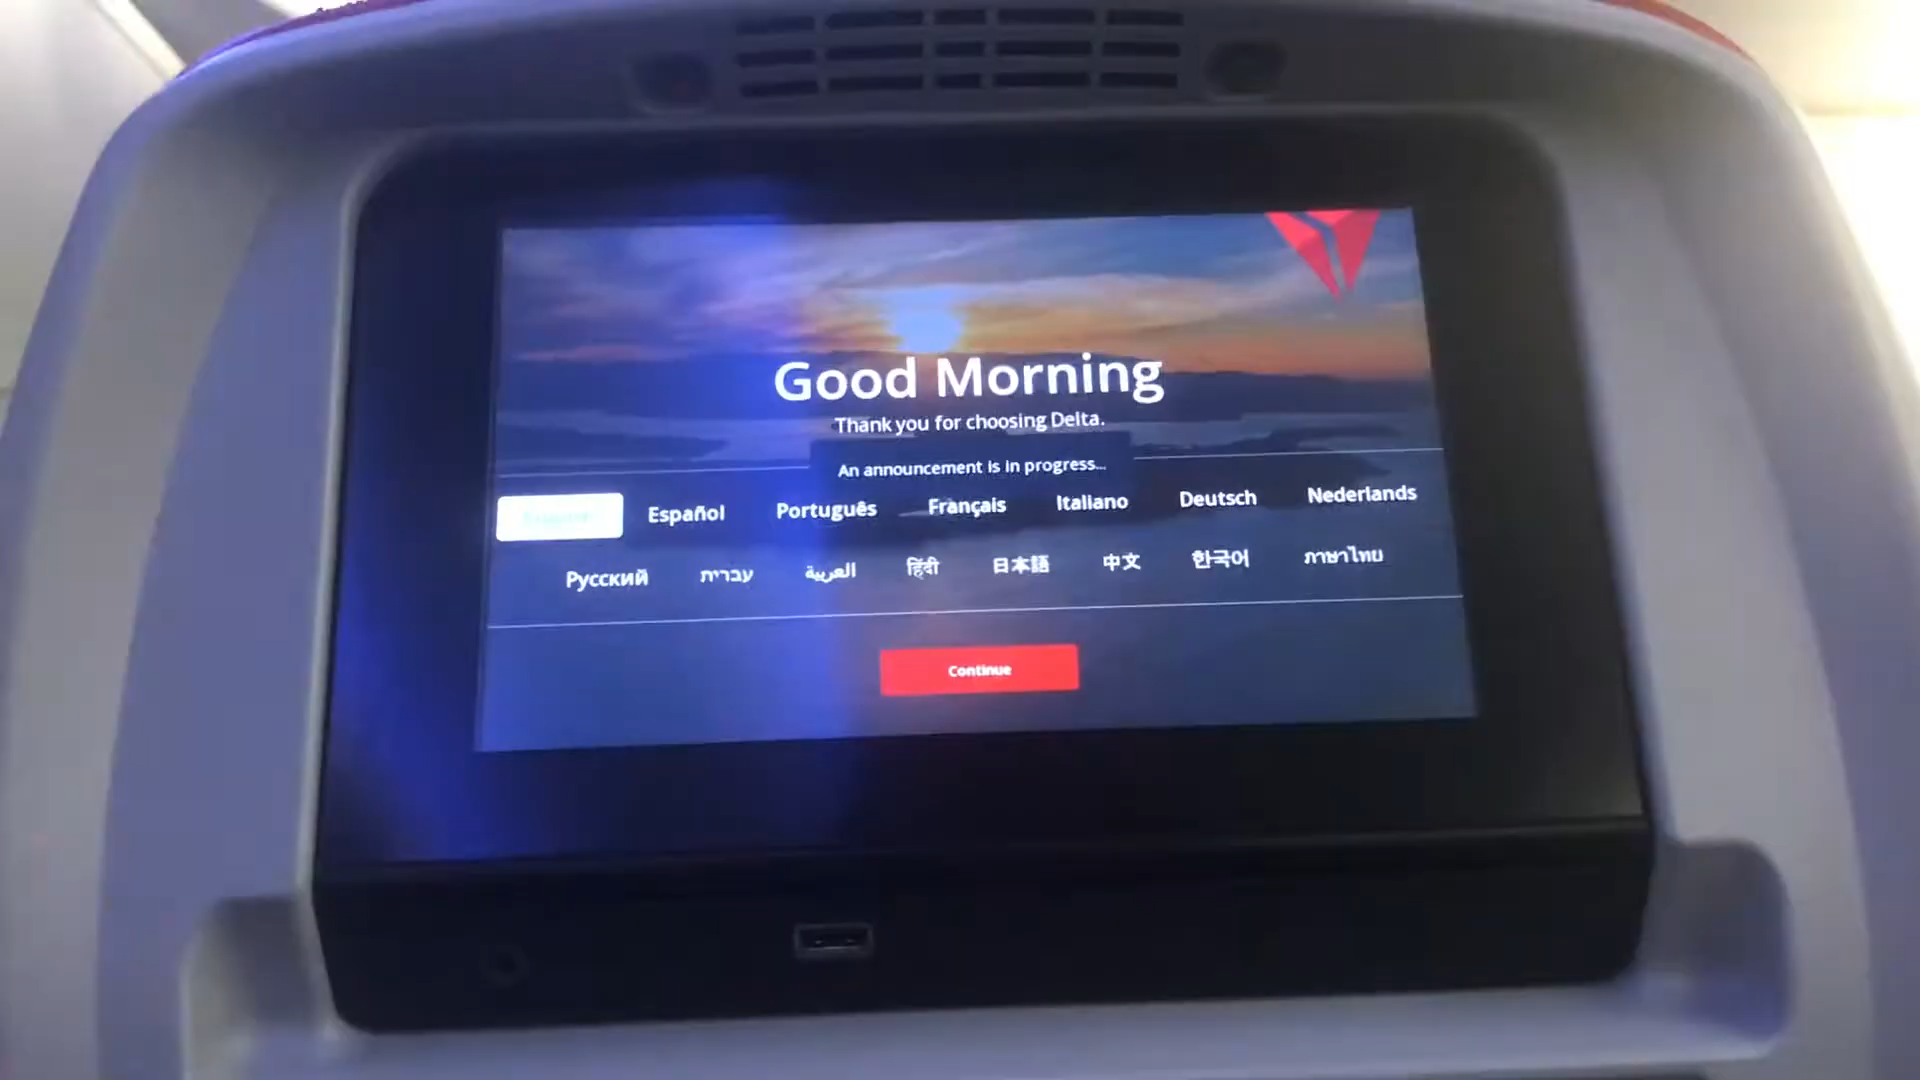 Good Morning
Thank you for choosing Delta.
An announcement is in progress...
Español Português Français Italiano Deutsch Nederlands
Русский עברית العربية हिंदी 日本語 中文 한국어 ภาษาไทย
Continue